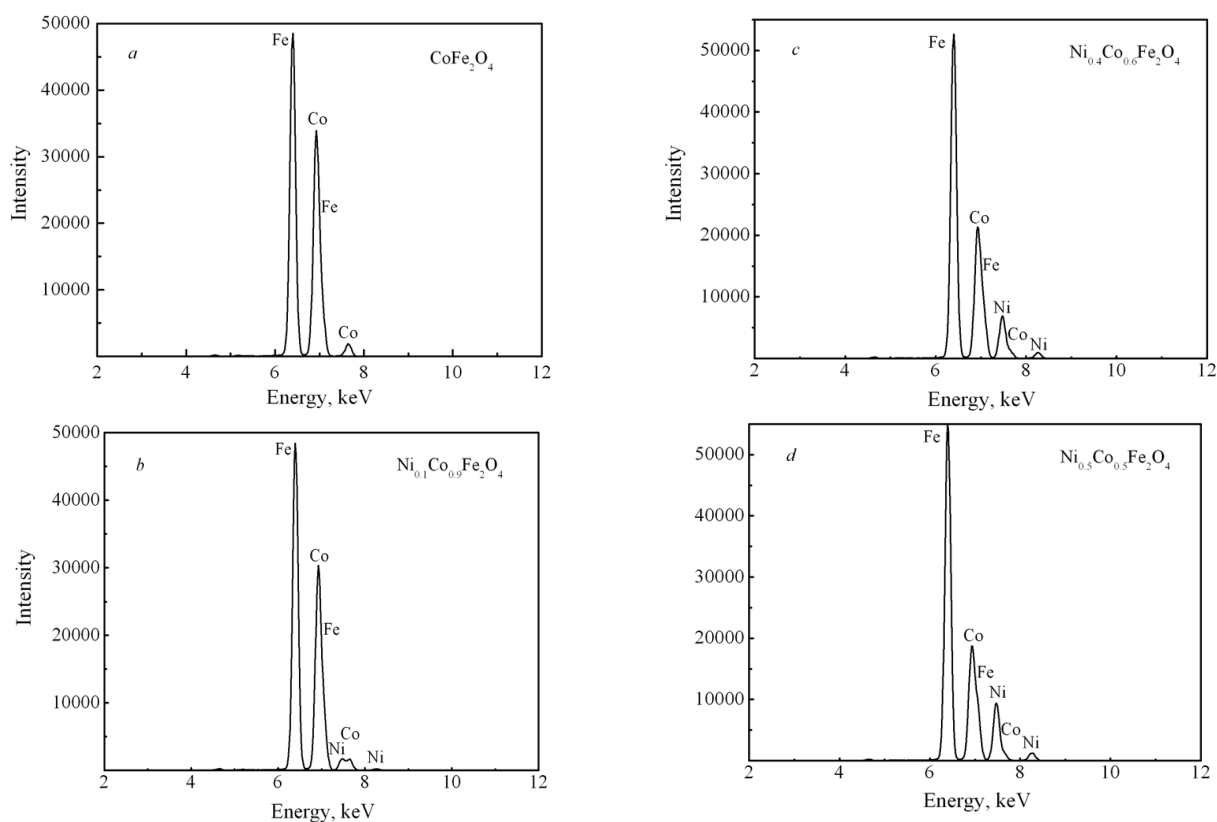 50000
40000
30000
20000
10000
Intensity
a
CoFe2O4
Fe
Co
Fe
Co
2 4 6 8 10 12
Energy, keV
50000
40000
30000
20000
10000
Intensity
c
Ni0.4Co0.6Fe2O4
Fe
Co
Fe
Ni
Co
Ni
2 4 6 8 10 12
Energy, keV
50000
40000
30000
20000
10000
Intensity
b
Ni0.1Co0.9Fe2O4
Fe
Co
Fe
Co
Ni
Ni
2 4 6 8 10 12
Energy, keV
50000
40000
30000
20000
10000
Intensity
d
Ni0.5Co0.5Fe2O4
Fe
Co
Fe
Ni
Co
Ni
2 4 6 8 10 12
Energy, keV